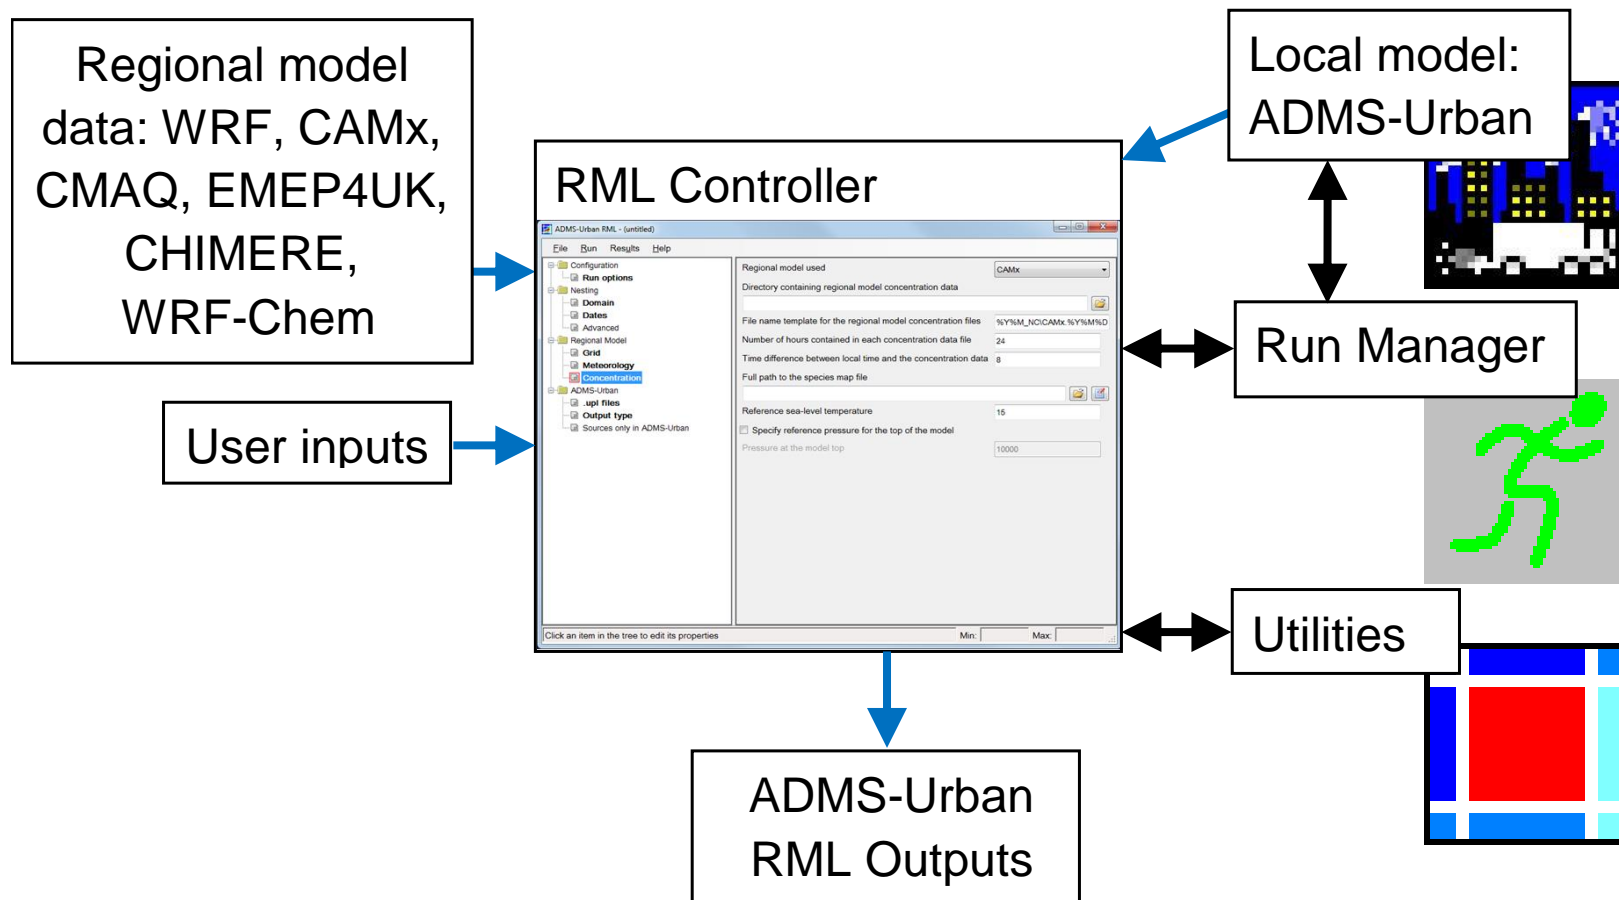 Regional model
data: WRF, CAMx,
CMAQ, EMEP4UK,
CHIMERE,
WRF-Chem
User inputs
RML Controller
ADMS-Urban RML - (untitled)
File Run Results Help
Configuration
Run options
Nesting
Domain
Dates
Advanced
Regional Model
Grid
Meteorology
Concentration
ADMS-Urban
.upl files
Output type
Sources only in ADMS-Urban
Regional model used CAMx
Directory containing regional model concentration data
File name template for the regional model concentration files %Y%M_NC\CAMx.%Y%M%D
Number of hours contained in each concentration data file 24
Time difference between local time and the concentration data 8
Full path to the species map file
Reference sea-level temperature 15
Specify reference pressure for the top of the model
Pressure at the model top 10000
Click an item in the tree to edit its properties Min: Max:
Local model:
ADMS-Urban
Run Manager
Utilities
ADMS-Urban
RML Outputs